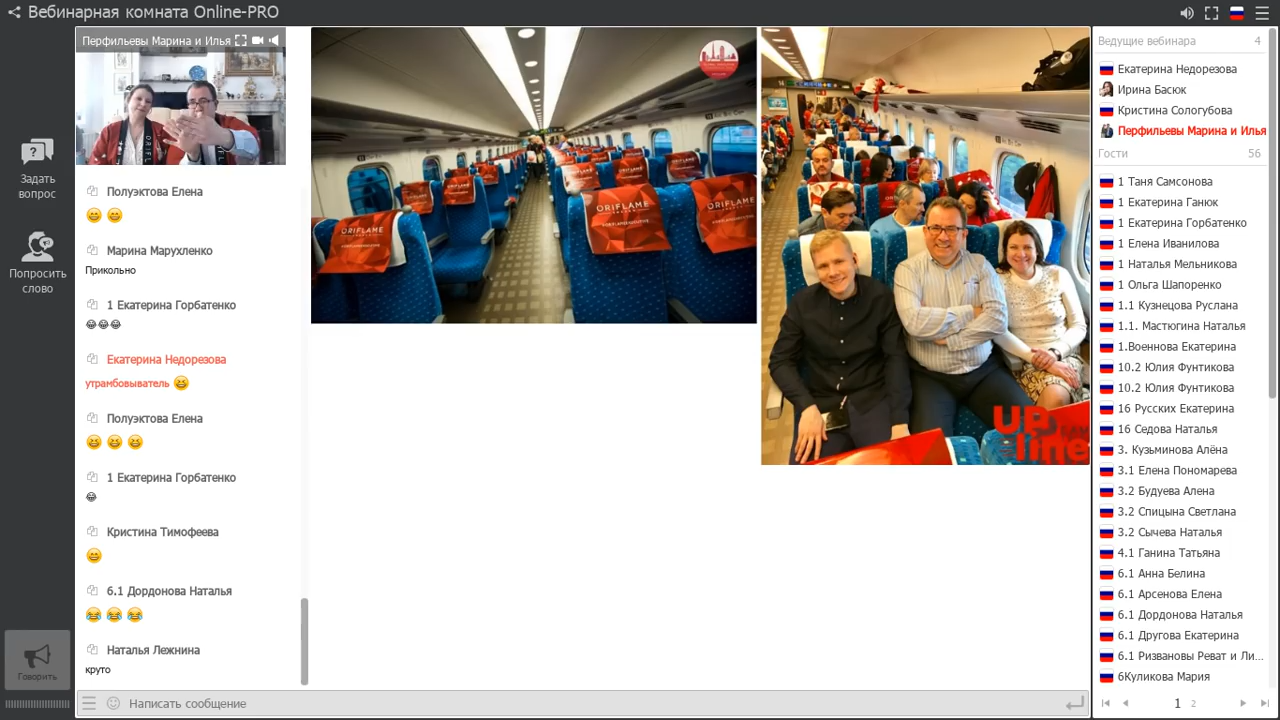 Вебинарная комната Online-PRO
Задать
вопрос
Попросить
слово
Говорить
Перфильевы Марина и Илья
Полуэктова Елена
Марина Марухленко
Прикольно
1 Екатерина Горбатенко
Екатерина Недорезова
утрамбовыватель
Полуэктова Елена
1 Екатерина Горбатенко
Кристина Тимофеева
6.1 Дордонова Наталья
Наталья Лежнина
круто
Написать сообщение
ORIFLAME
ORIFLAME
ORIFLAME
UP
line
Ведущие вебинара 4
Екатерина Недорезова
Ирина Басюк
Кристина Сологубова
Перфильевы Марина и Илья
Гости 56
1 Таня Самсонова
1 Екатерина Ганюк
1 Екатерина Горбатенко
1 Елена Иванилова
1 Наталья Мельникова
1 Ольга Шапоренко
1.1 Кузнецова Руслана
1.1. Мастюгина Наталья
1.Военнова Екатерина
10.2 Юлия Фунтикова
10.2 Юлия Фунтикова
16 Русских Екатерина
16 Седова Наталья
3. Кузьминова Алёна
3.1 Елена Пономарева
3.2 Будуева Алена
3.2 Спицына Светлана
3.2 Сычева Наталья
4.1 Ганина Татьяна
6.1 Анна Белина
6.1 Арсенова Елена
6.1 Дордонова Наталья
6.1 Другова Екатерина
6.1 Ризвановы Реват и Ли...
6Куликова Мария
1 2